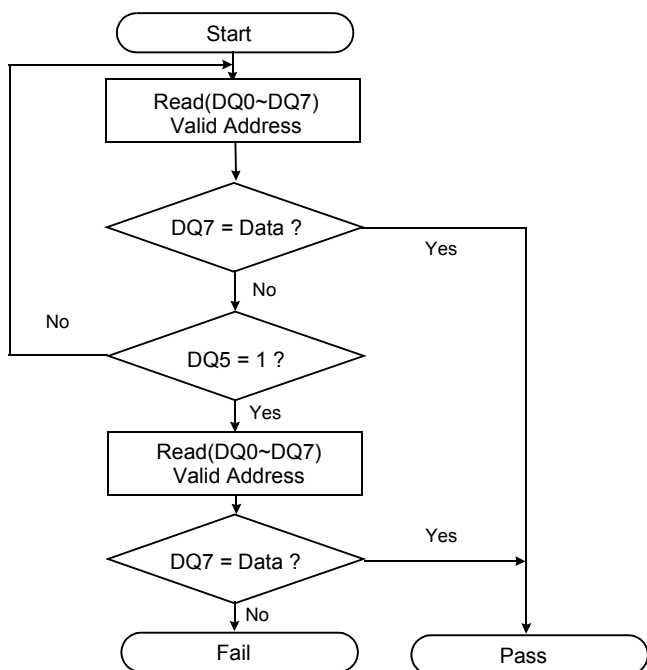 Start
Read(DQ0~DQ7)
Valid Address
DQ7 = Data ?
Yes
No
No
DQ5 = 1 ?
Yes
Read(DQ0~DQ7)
Valid Address
Yes
DQ7 = Data ?
No
Fail
Pass